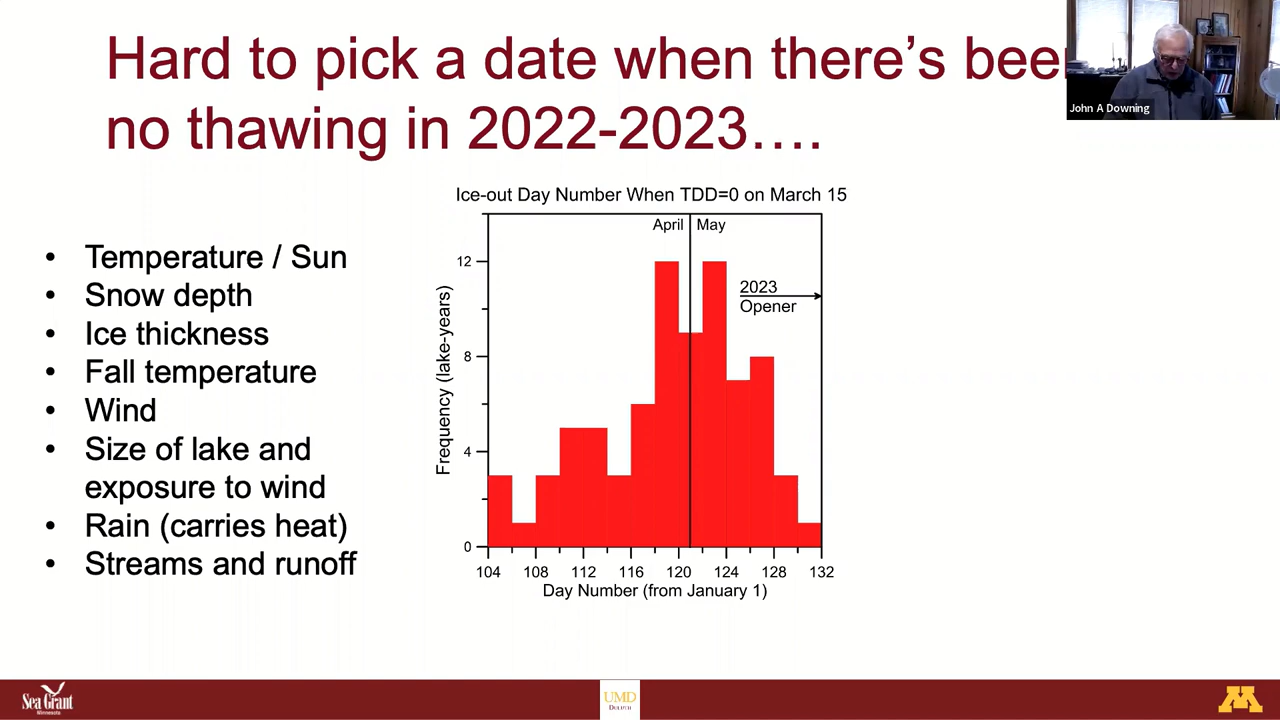 Hard to pick a date when there's been
no thawing in 2022-2023….
John A Downing
Ice-out Day Number When TDD=0 on March 15
April May
• Temperature / Sun
• Snow depth
• Ice thickness
• Fall temperature
• Wind
• Size of lake and
exposure to wind
• Rain (carries heat)
• Streams and runoff
2023
Opener
Frequency (lake-years)
12
8
4
0
104 108 112 116 120 124 128 132
Day Number (from January 1)
Sea Grant
Minnesota
UMD
Duluth
M